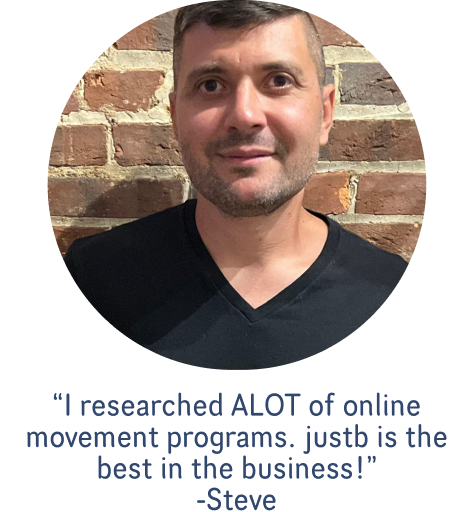 “I researched ALOT of online
movement programs. justb is the
best in the business!”
-Steve